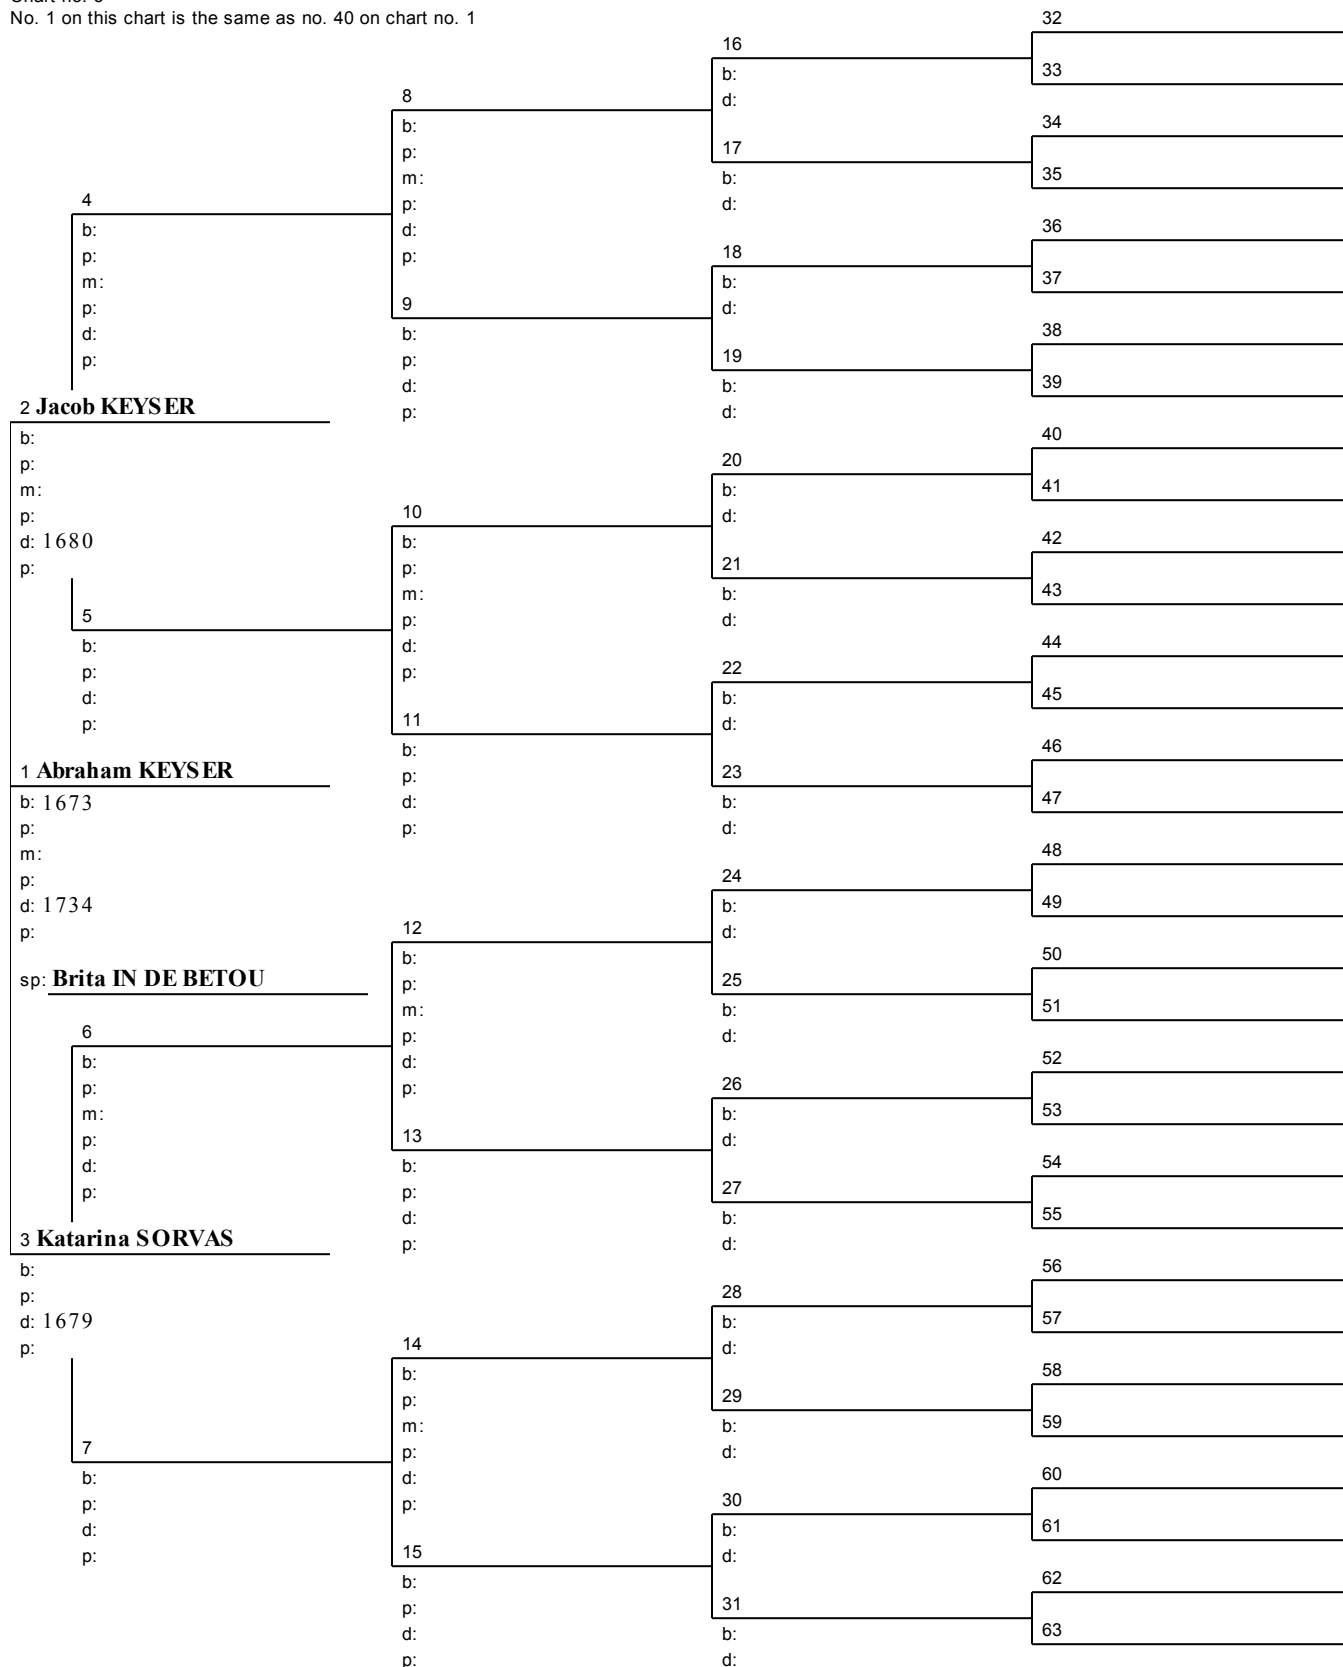 No. 1 on this chart is the same as no. 40 on chart no. 1
4
b:
p:
m:
p:
d:
p:
2 Jacob KEYSER
b:
p:
m:
p:
d: 1680
p:
5
b:
p:
d:
p:
1 Abraham KEYSER
b: 1673
p:
m:
p:
d: 1734
p:
sp: Brita IN DE BETOU
6
b:
p:
m:
p:
d:
p:
3 Katarina SORVAS
b:
p:
d: 1679
p:
7
b:
p:
d:
p:
8
b:
p:
m:
p:
d:
p:
9
b:
p:
d:
p:
10
b:
p:
m:
p:
d:
p:
11
b:
p:
d:
p:
12
b:
p:
m:
p:
d:
p:
13
b:
p:
d:
p:
14
b:
p:
m:
p:
d:
p:
15
b:
p:
d:
p:
16
b:
d:
17
b:
d:
18
b:
d:
19
b:
d:
20
b:
d:
21
b:
d:
22
b:
d:
23
b:
d:
24
b:
d:
25
b:
d:
26
b:
d:
27
b:
d:
28
b:
d:
29
b:
d:
30
b:
d:
31
b:
d:
32
33
34
35
36
37
38
39
40
41
42
43
44
45
46
47
48
49
50
51
52
53
54
55
56
57
58
59
60
61
62
63